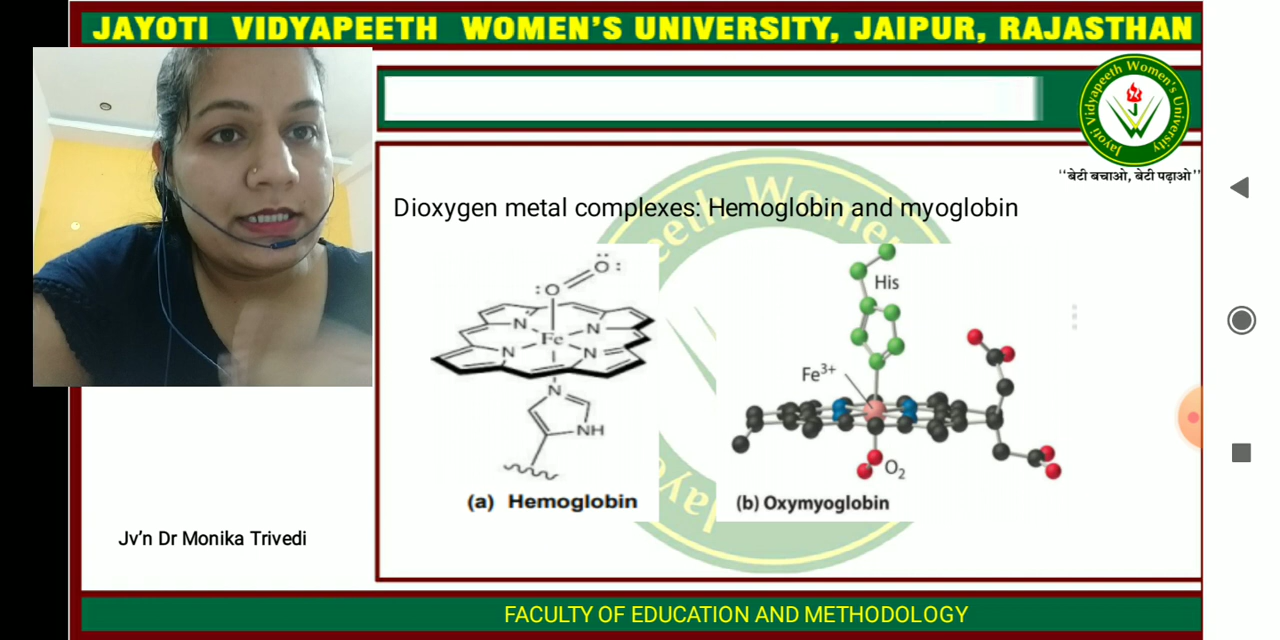 JAYOTI VIDYAPEETH WOMEN'S UNIVERSITY, JAIPUR, RAJASTHAN
Jayoti Vidyapeeth Women's University
"बेटी बचाओ, बेटी पढ़ाओ"
Dioxygen metal complexes: Hemoglobin and myoglobin
:O
O:
N
N
Fe
N
N
N
NH
(a) Hemoglobin
His
Fe³⁺
O₂
(b) Oxymyoglobin
Jv'n Dr Monika Trivedi
FACULTY OF EDUCATION AND METHODOLOGY